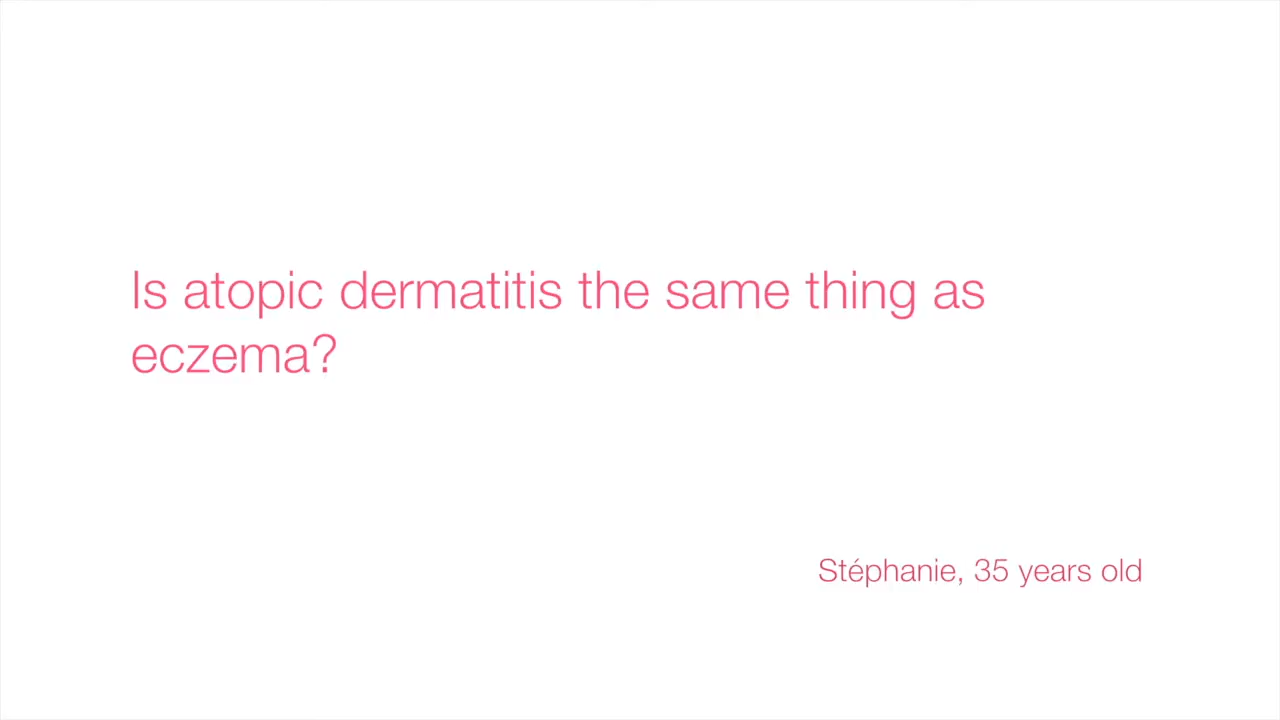 Is atopic dermatitis the same thing as
eczema?
Stéphanie, 35 years old